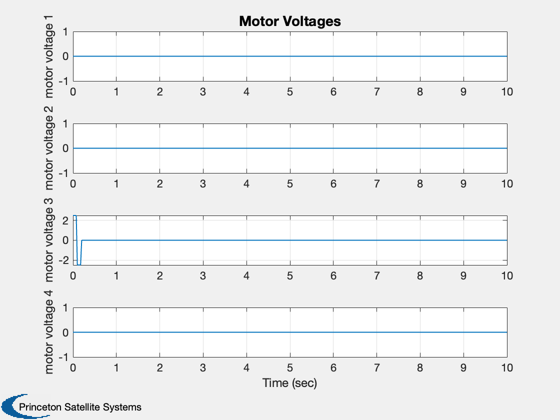 Motor Voltages
motor voltage 1
1
0
-1
0 1 2 3 4 5 6 7 8 9 10
motor voltage 2
1
0
-1
0 1 2 3 4 5 6 7 8 9 10
motor voltage 3
2
0
-2
0 1 2 3 4 5 6 7 8 9 10
motor voltage 4
1
0
-1
0 1 2 3 4 5 6 7 8 9 10
Time (sec)
Princeton Satellite Systems